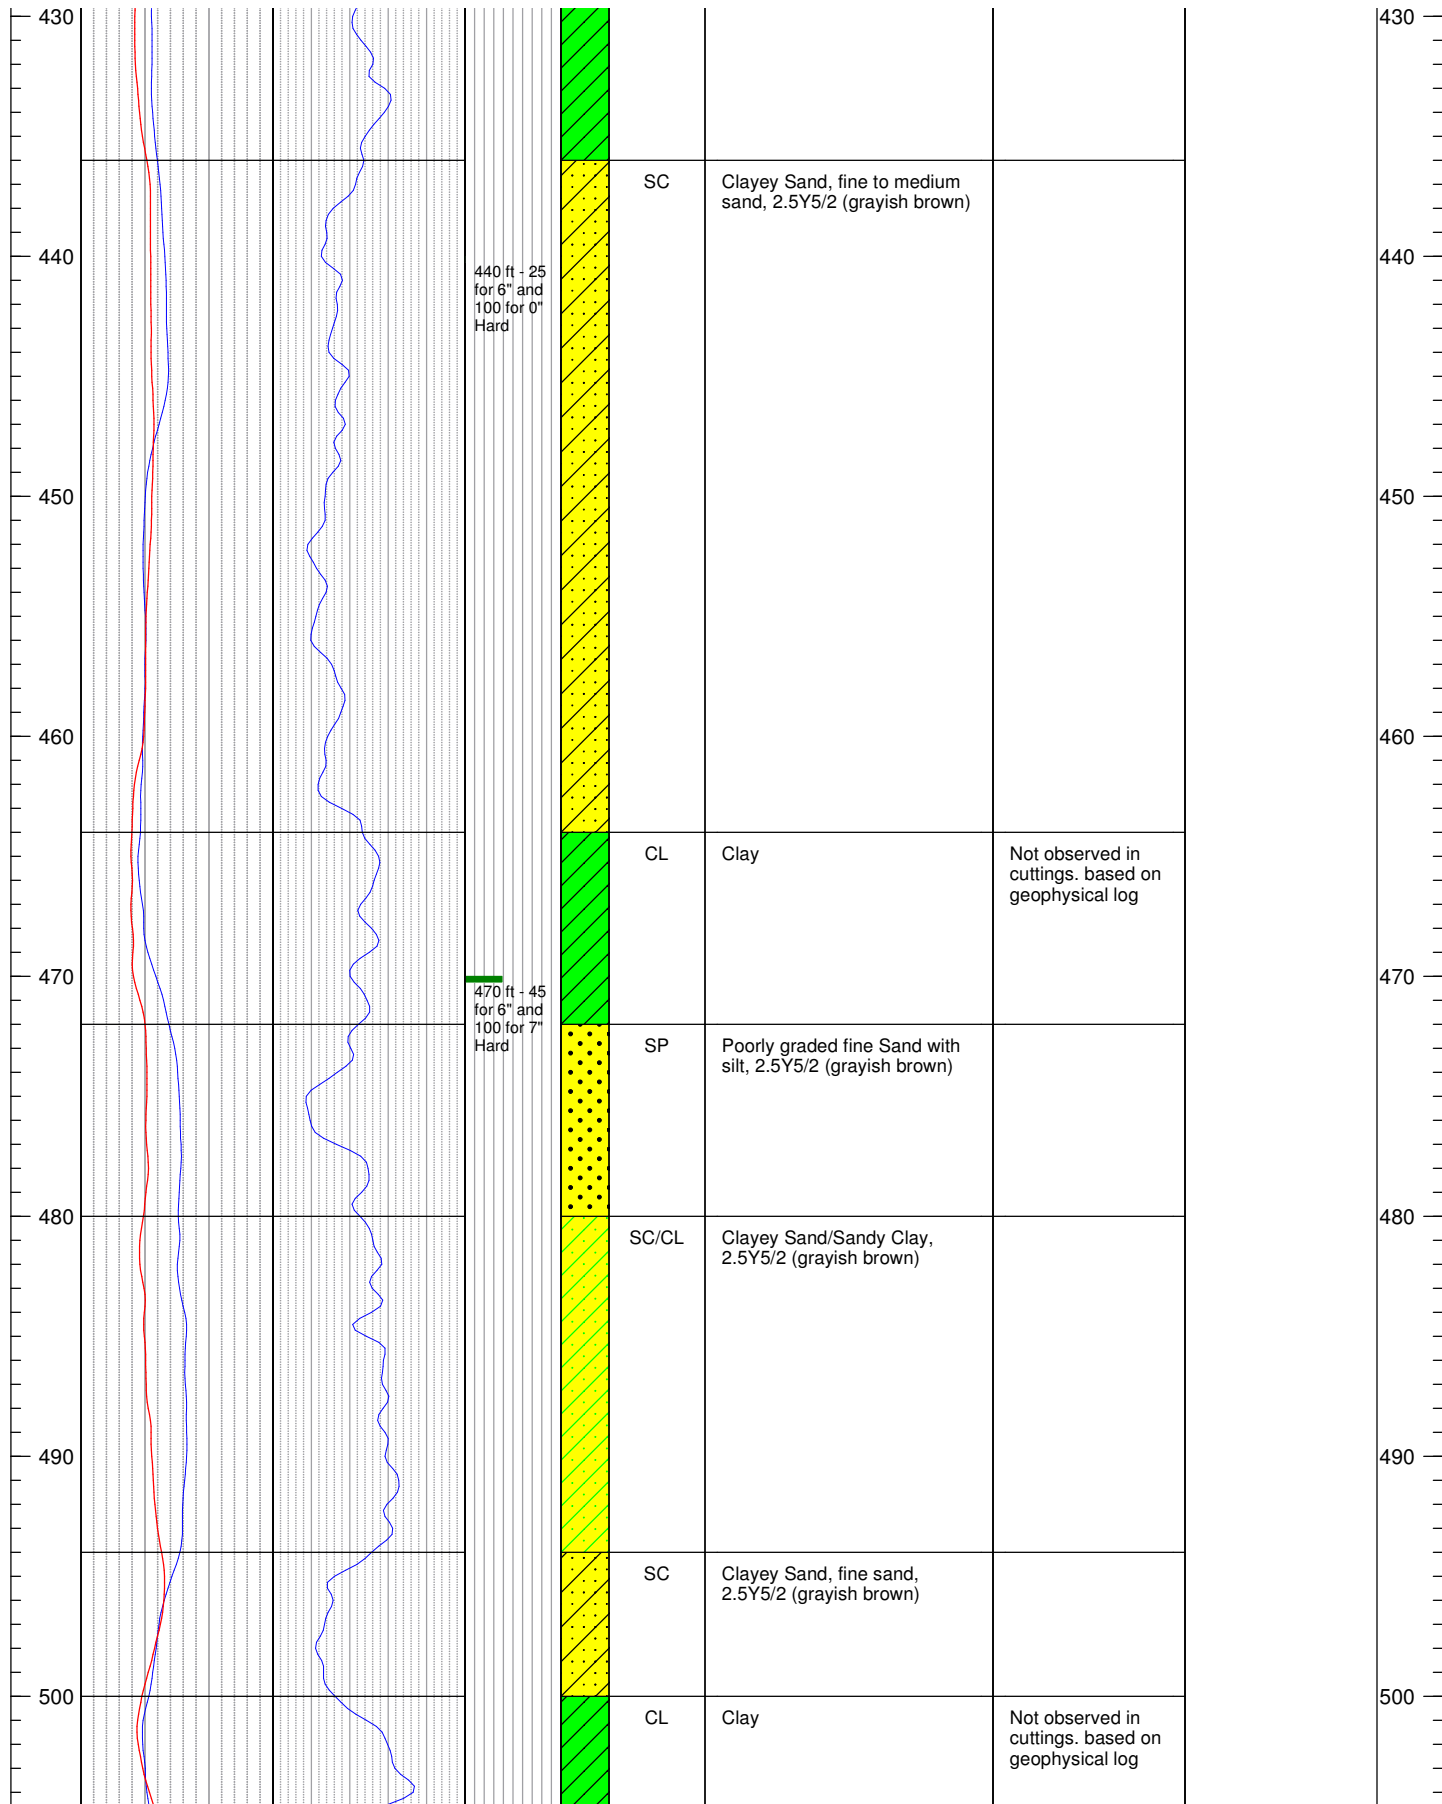 430
430
SC
Clayey Sand, fine to medium
sand, 2.5Y5/2 (grayish brown)
440
440 ft - 25
for 6" and
100 for 0"
Hard
440
450
450
460
460
CL
Clay
Not observed in
cuttings. based on
geophysical log
470
470 ft - 45
for 6" and
100 for 7"
Hard
470
SP
Poorly graded fine Sand with
silt, 2.5Y5/2 (grayish brown)
480
480
SC/CL
Clayey Sand/Sandy Clay,
2.5Y5/2 (grayish brown)
490
490
SC
Clayey Sand, fine sand,
2.5Y5/2 (grayish brown)
500
500
CL
Clay
Not observed in
cuttings. based on
geophysical log